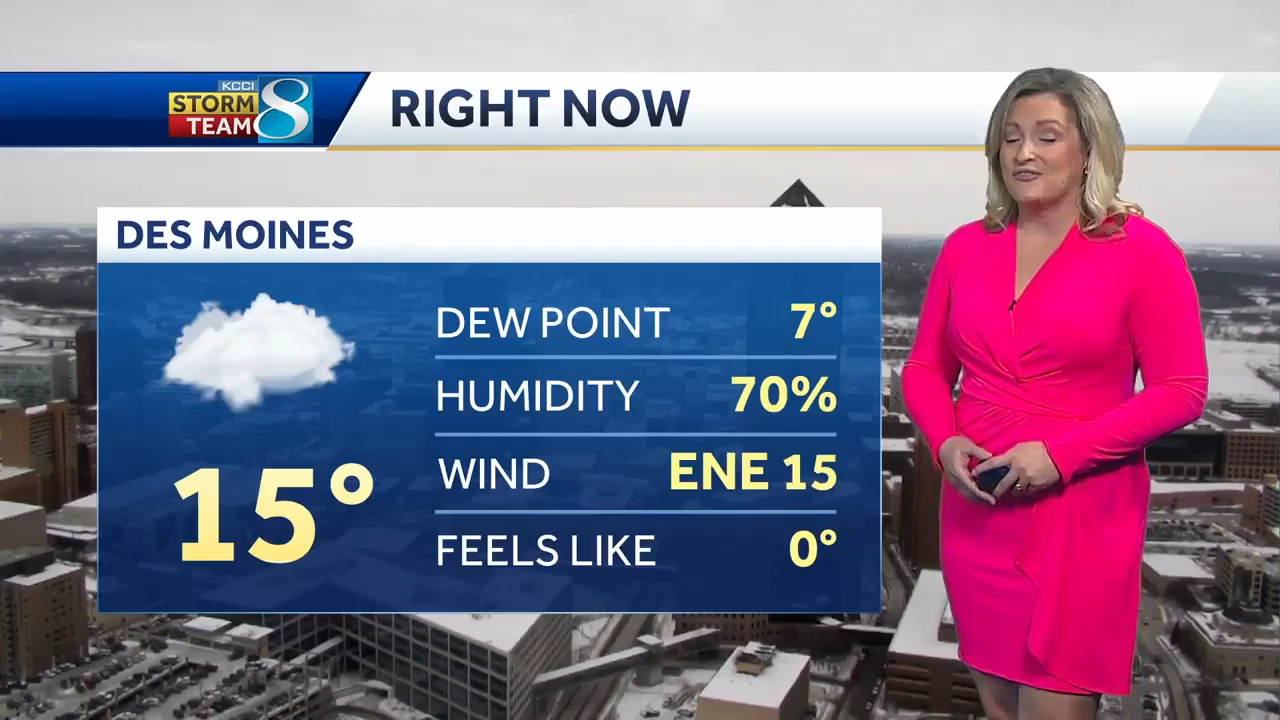 KCCI
STORM
TEAM 8
RIGHT NOW
DES MOINES
15°
DEW POINT 7°
HUMIDITY 70%
WIND ENE 15
FEELS LIKE 0°